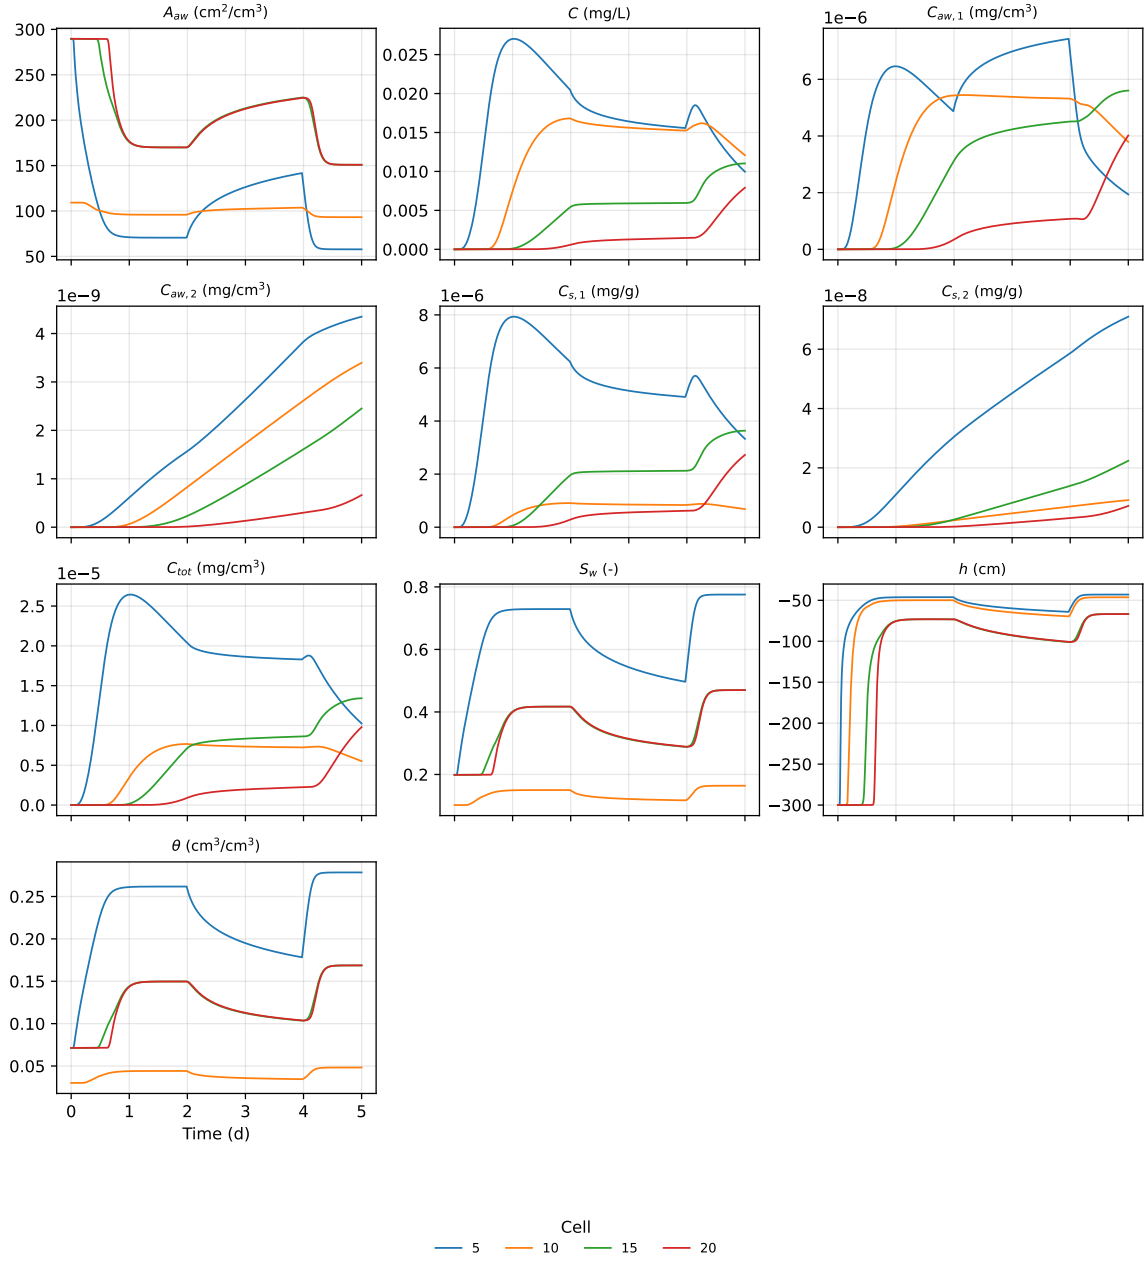 A_aw (cm²/cm³)
300
250
200
150
100
50
C (mg/L)
0.025
0.020
0.015
0.010
0.005
0.000
C_aw,1 (mg/cm³)
1e−6
6
4
2
0
C_aw,2 (mg/cm³)
1e−9
4
3
2
1
0
C_s,1 (mg/g)
1e−6
8
6
4
2
0
C_s,2 (mg/g)
1e−8
6
4
2
0
C_tot (mg/cm³)
1e−5
2.5
2.0
1.5
1.0
0.5
0.0
S_w (-)
0.8
0.6
0.4
0.2
h (cm)
−50
−100
−150
−200
−250
−300
θ (cm³/cm³)
0.25
0.20
0.15
0.10
0.05
0 1 2 3 4 5
Time (d)
Cell
5 10 15 20